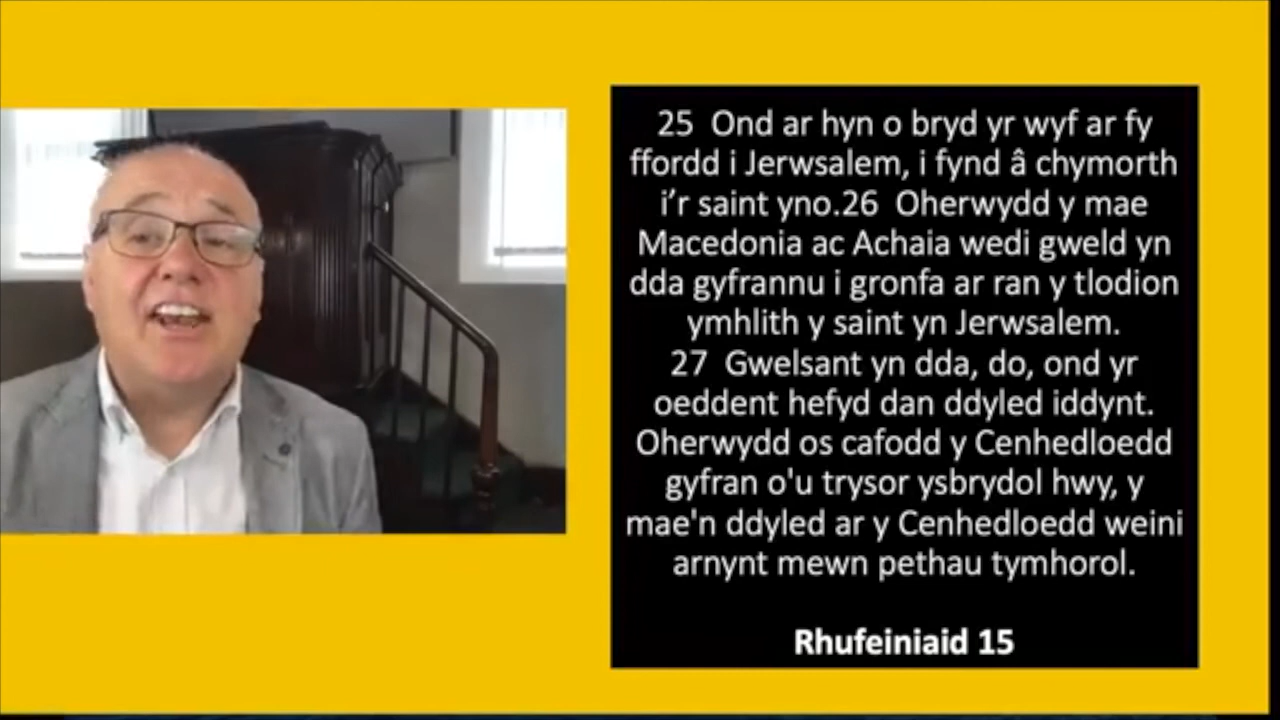 25  Ond ar hyn o bryd yr wyf ar fy
ffordd i Jerwsalem, i fynd â chymorth
i’r saint yno.26  Oherwydd y mae
Macedonia ac Achaia wedi gweld yn
dda gyfrannu i gronfa ar ran y tlodion
ymhlith y saint yn Jerwsalem.
27  Gwelsant yn dda, do, ond yr
oeddent hefyd dan ddyled iddynt.
Oherwydd os cafodd y Cenhedloedd
gyfran o'u trysor ysbrydol hwy, y
mae'n ddyled ar y Cenhedloedd weini
arnynt mewn pethau tymhorol.
Rhufeiniaid 15